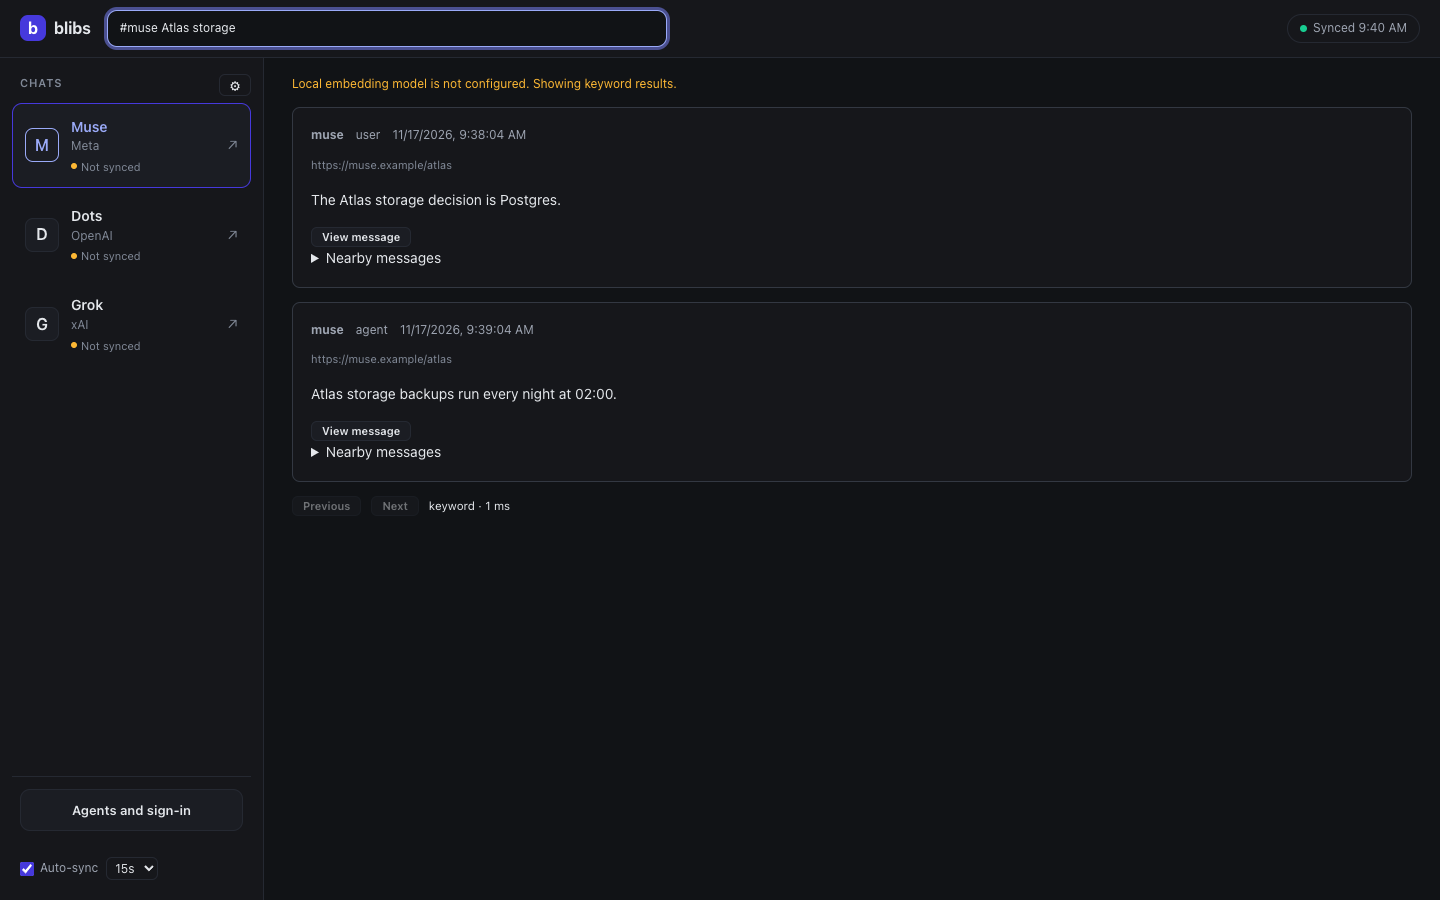 b blibs
#muse Atlas storage
Synced 9:40 AM
CHATS
⚙
M
Muse
Meta
Not synced
↗
D
Dots
OpenAI
Not synced
↗
G
Grok
xAI
Not synced
↗
Agents and sign-in
Auto-sync 15s
Local embedding model is not configured. Showing keyword results.
muse user 11/17/2026, 9:38:04 AM
https://muse.example/atlas
The Atlas storage decision is Postgres.
View message
▶ Nearby messages
muse agent 11/17/2026, 9:39:04 AM
https://muse.example/atlas
Atlas storage backups run every night at 02:00.
View message
▶ Nearby messages
Previous Next keyword · 1 ms